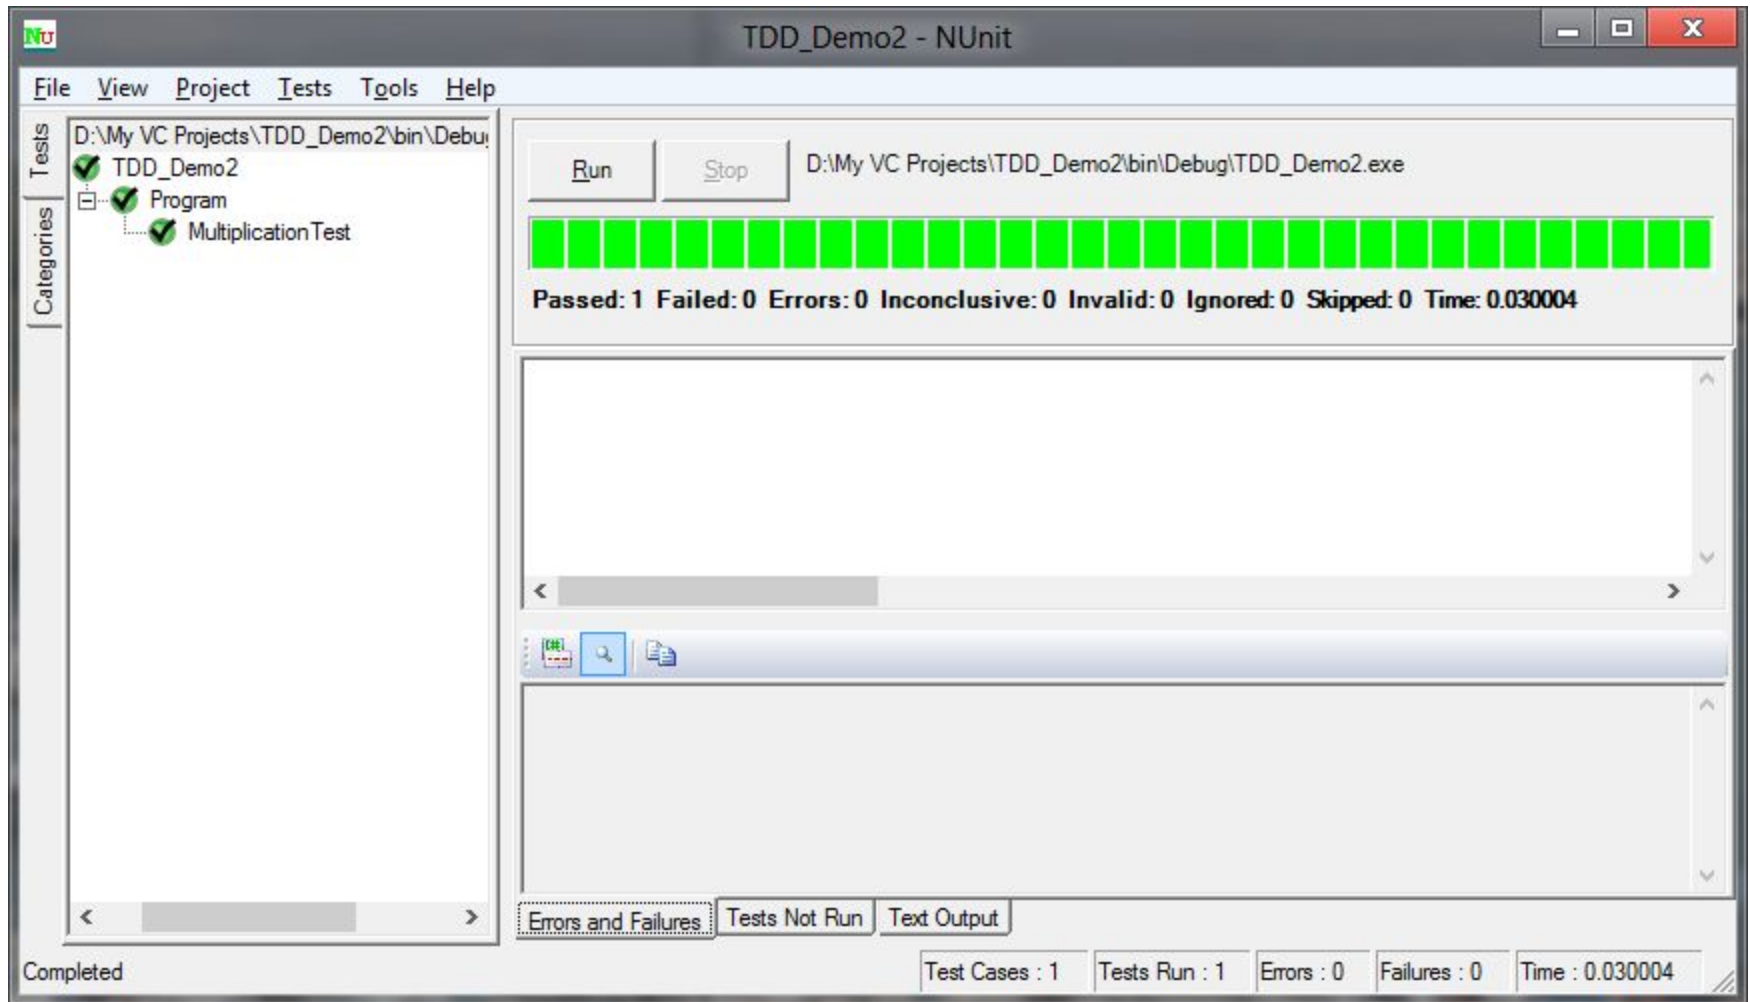 NU
TDD_Demo2 - NUnit
File View Project Tests Tools Help
Tests
Categories
D:\My VC Projects\TDD_Demo2\bin\Debu
TDD_Demo2
Program
MultiplicationTest
Run Stop D:\My VC Projects\TDD_Demo2\bin\Debug\TDD_Demo2.exe
Passed: 1 Failed: 0 Errors: 0 Inconclusive: 0 Invalid: 0 Ignored: 0 Skipped: 0 Time: 0.030004
Errors and Failures Tests Not Run Text Output
Completed Test Cases : 1 Tests Run : 1 Errors : 0 Failures : 0 Time : 0.030004